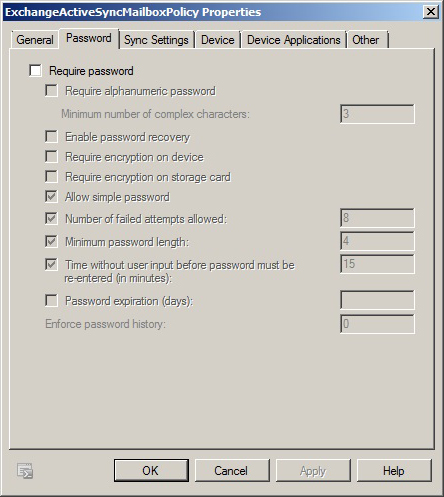 ExchangeActiveSyncMailboxPolicy Properties
General Password Sync Settings Device Device Applications Other
Require password
Require alphanumeric password
Minimum number of complex characters: 3
Enable password recovery
Require encryption on device
Require encryption on storage card
Allow simple password
Number of failed attempts allowed: 8
Minimum password length: 4
Time without user input before password must be 15
re-entered (in minutes):
Password expiration (days):
Enforce password history: 0
OK Cancel Apply Help